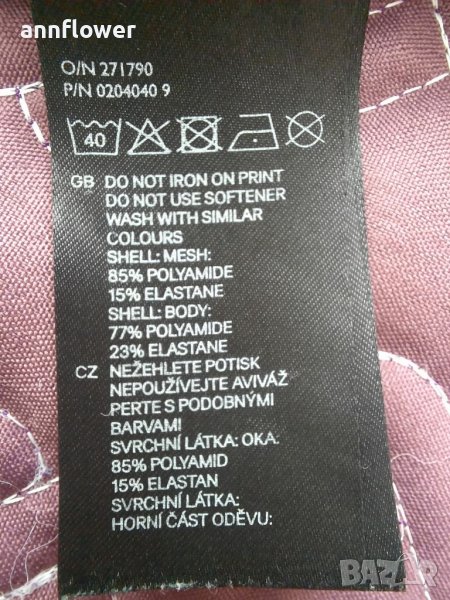 annflower
O/N 271790
P/N 0204040 9
40
GB DO NOT IRON ON PRINT
DO NOT USE SOFTENER
WASH WITH SIMILAR
COLOURS
SHELL: MESH:
85% POLYAMIDE
15% ELASTANE
SHELL: BODY:
77% POLYAMIDE
23% ELASTANE
CZ NEŽEHLETE POTISK
NEPOUŽÍVEJTE AVIVÁŽ
PERTE S PODOBNÝMI
BARVAMI
SVRCHNÍ LÁTKA: OKA:
85% POLYAMID
15% ELASTAN
SVRCHNÍ LÁTKA:
HORNÍ ČÁST ODĚVU:
BAZAR